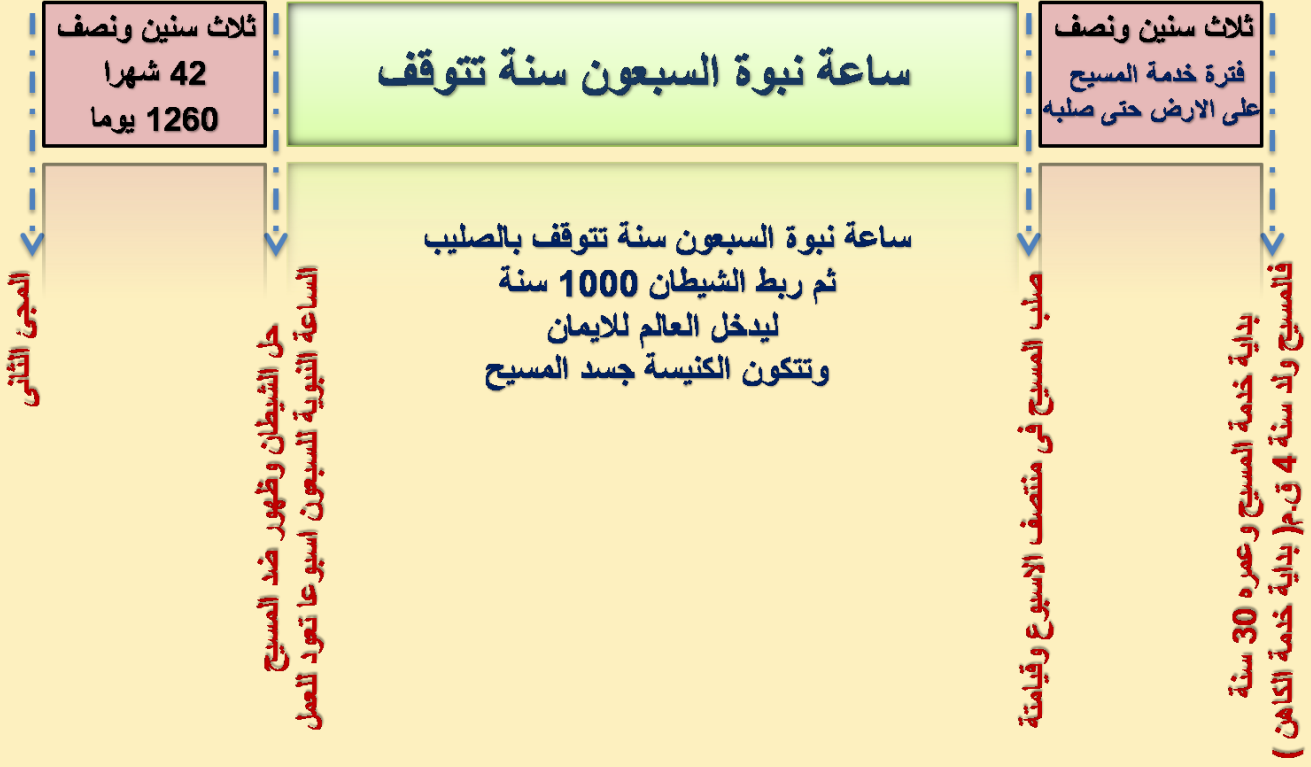 ثلاث سنين ونصف
فترة خدمة المسيح
على الارض حتى صلبه
ساعة نبوة السبعون سنة تتوقف
ثلاث سنين ونصف
42 شهرا
1260 يوما
ساعة نبوة السبعون سنة تتوقف بالصليب
ثم ربط الشيطان 1000 سنة
ليدخل العالم للايمان
وتتكون الكنيسة جسد المسيح
بداية خدمة المسيح وعمره 30 سنة
فالمسيح ولد سنة 4 ق.م( بداية خدمة الكاهن )
صلب المسيح فى منتصف الاسبوع وقيامتة
حل الشيطان وظهور ضد المسيح
الساعة النبوية للسبعون اسبوعا تعود للعمل
المجئ الثانى